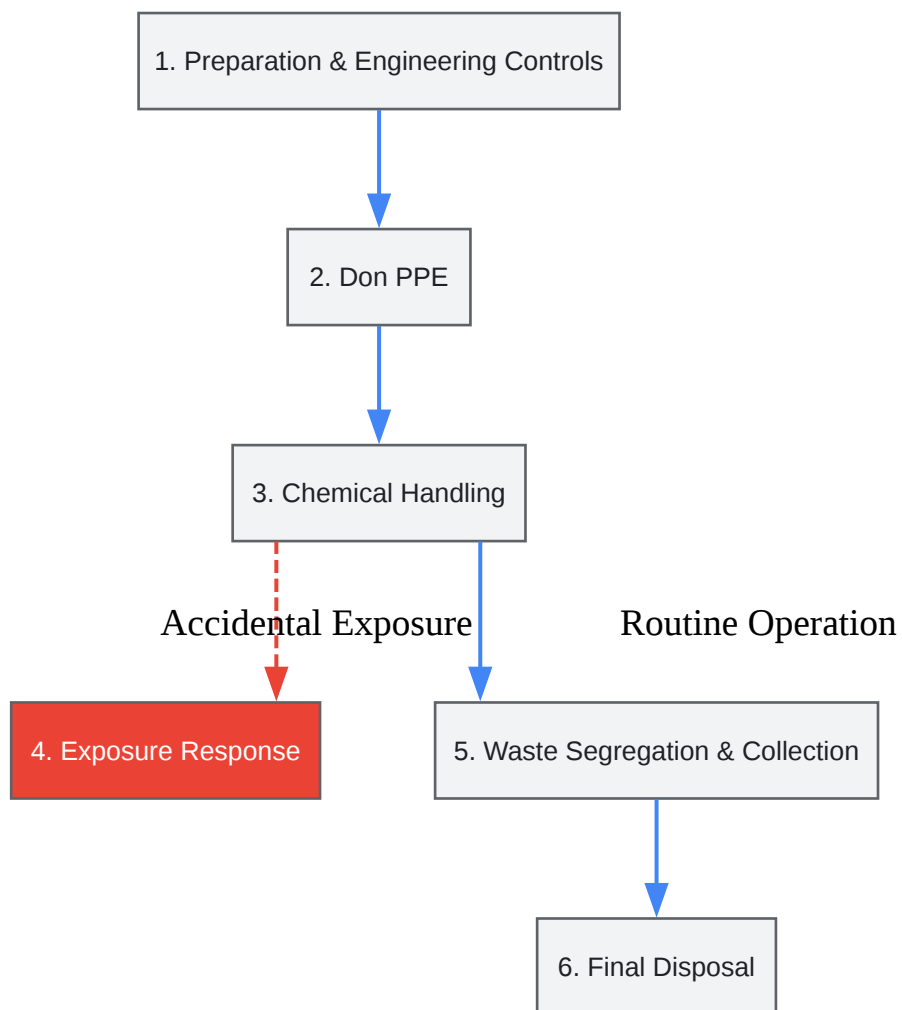 1. Preparation & Engineering Controls
2. Don PPE
3. Chemical Handling
Accidental Exposure
Routine Operation
4. Exposure Response
5. Waste Segregation & Collection
6. Final Disposal